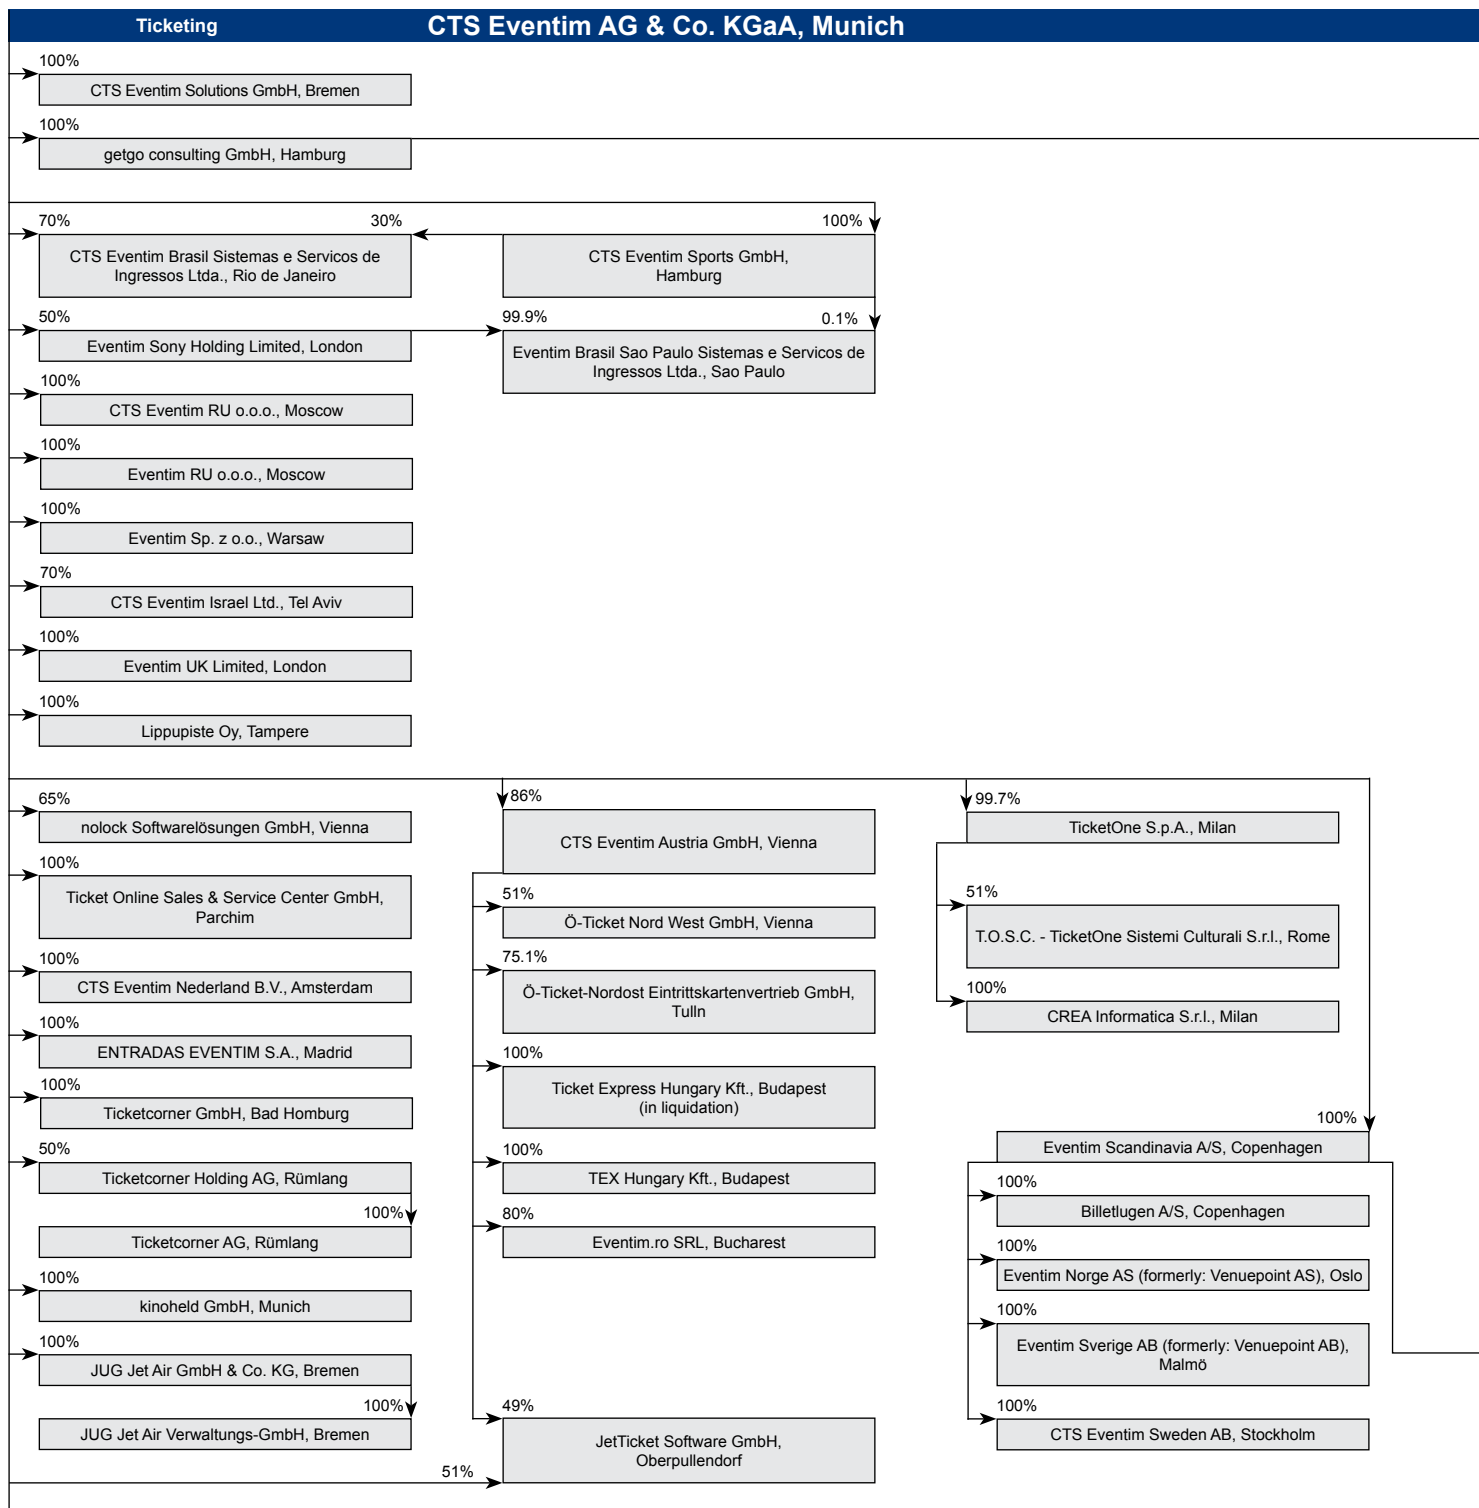 Ticketing
CTS Eventim AG & Co. KGaA, Munich
100%
CTS Eventim Solutions GmbH, Bremen
100%
getgo consulting GmbH, Hamburg
70%
30%
100%
CTS Eventim Brasil Sistemas e Servicos de
Ingressos Ltda., Rio de Janeiro
CTS Eventim Sports GmbH,
Hamburg
50%
99.9%
0.1%
Eventim Sony Holding Limited, London
Eventim Brasil Sao Paulo Sistemas e Servicos de
Ingressos Ltda., Sao Paulo
100%
CTS Eventim RU o.o.o., Moscow
100%
Eventim RU o.o.o., Moscow
100%
Eventim Sp. z o.o., Warsaw
70%
CTS Eventim Israel Ltd., Tel Aviv
100%
Eventim UK Limited, London
100%
Lippupiste Oy, Tampere
65%
nolock Softwarelösungen GmbH, Vienna
100%
Ticket Online Sales & Service Center GmbH,
Parchim
100%
CTS Eventim Nederland B.V., Amsterdam
100%
ENTRADAS EVENTIM S.A., Madrid
100%
Ticketcorner GmbH, Bad Homburg
50%
Ticketcorner Holding AG, Rümlang
100%
Ticketcorner AG, Rümlang
100%
kinoheld GmbH, Munich
100%
JUG Jet Air GmbH & Co. KG, Bremen
100%
JUG Jet Air Verwaltungs-GmbH, Bremen
86%
CTS Eventim Austria GmbH, Vienna
51%
Ö-Ticket Nord West GmbH, Vienna
75.1%
Ö-Ticket-Nordost Eintrittskartenvertrieb GmbH,
Tulln
100%
Ticket Express Hungary Kft., Budapest
(in liquidation)
100%
TEX Hungary Kft., Budapest
80%
Eventim.ro SRL, Bucharest
49%
JetTicket Software GmbH,
Oberpullendorf
51%
99.7%
TicketOne S.p.A., Milan
51%
T.O.S.C. - TicketOne Sistemi Culturali S.r.l., Rome
100%
CREA Informatica S.r.l., Milan
100%
Eventim Scandinavia A/S, Copenhagen
100%
Billetlugen A/S, Copenhagen
100%
Eventim Norge AS (formerly: Venuepoint AS), Oslo
100%
Eventim Sverige AB (formerly: Venuepoint AB),
Malmö
100%
CTS Eventim Sweden AB, Stockholm